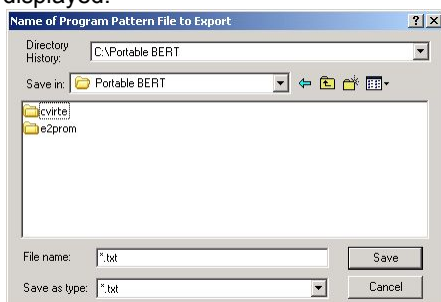 displayed.
Name of Program Pattern File to Export
Directory History: C:\Portable BERT
Save in: Portable BERT
cvirte
e2prom
File name: *.txt Save
Save as type: *.txt Cancel